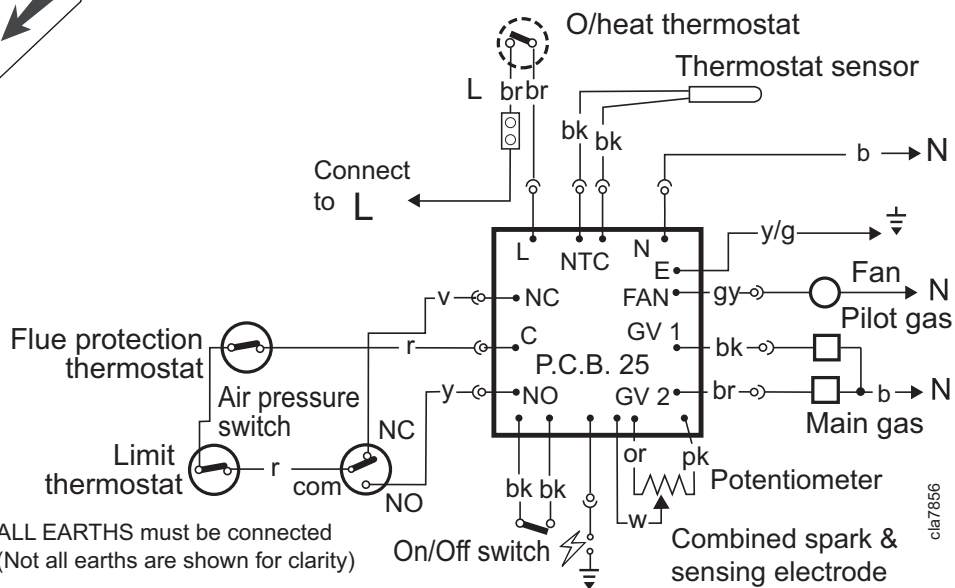 O/heat thermostat
Thermostat sensor
L br br
bk bk
b N
Connect
to L
y/g
L NTC N
E
v NC FAN gy Fan N
Pilot gas
Flue protection
thermostat
r C GV 1 bk
P.C.B. 25
y NO GV 2 br b N
Main gas
Air pressure
switch
NC
Limit
thermostat
r com
NO
or pk
bk bk
w
Potentiometer
ALL EARTHS must be connected
(Not all earths are shown for clarity)
On/Off switch
Combined spark &
sensing electrode
cla7856